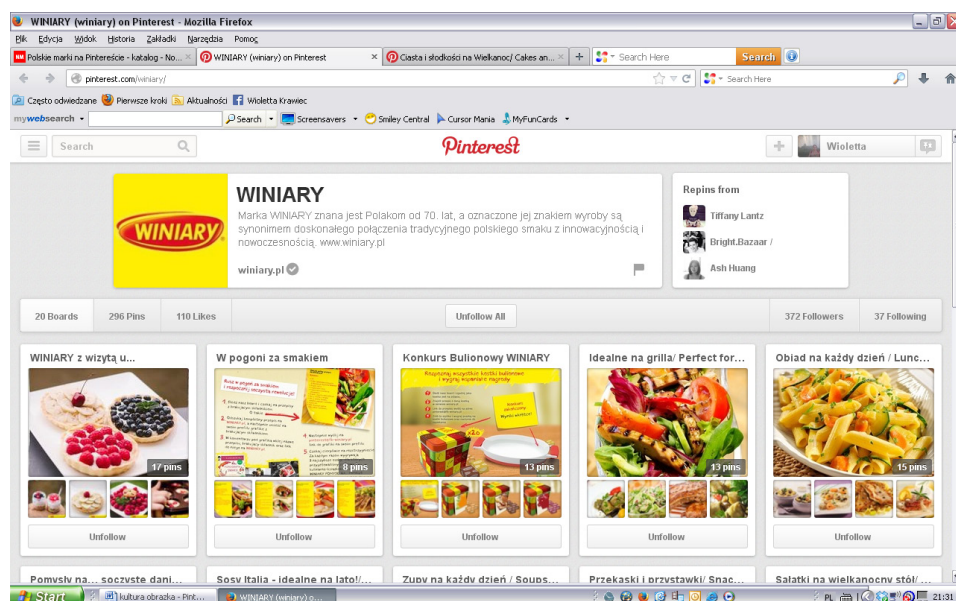 WINIARY (winiary) on Pinterest - Mozilla Firefox
Plik Edycja Widok Historia Zakładki Narzędzia Pomoc
Polskie marki na Pintereście - katalog - No...
WINIARY (winiary) on Pinterest
Ciasta i słodkości na Wielkanoc/ Cakes an...
Search Here
Search
pinterest.com/winiary/
Search Here
Często odwiedzane Pierwsze kroki Aktualności Wioletta Krawiec
mywebsearch Search Screensavers Smiley Central Cursor Mania MyFunCards
Search
Pinterest
Wioletta
WINIARY
WINIARY
Marka WINIARY znana jest Polakom od 70. lat, a oznaczone jej znakiem wyroby są
synonimem doskonałego połączenia tradycyjnego polskiego smaku z innowacyjnością i
nowoczesnością. www.winiary.pl
winiary.pl
Repins from
Tiffany Lantz
Bright.Bazaar /
Ash Huang
20 Boards 296 Pins 110 Likes Unfollow All 372 Followers 37 Following
WINIARY z wizytą u...
17 pins
Unfollow
W pogoni za smakiem
8 pins
Unfollow
Konkurs Bulionowy WINIARY
13 pins
Unfollow
Idealne na grilla/ Perfect for...
13 pins
Unfollow
Obiad na każdy dzień / Lunc...
15 pins
Unfollow
Pomysły na... soczyste dani...
Sosy Italia - idealne na lato!/...
Zupy na każdy dzień / Soups...
Przekąski i przystawki/ Snac...
Sałatki na wielkanocny stół/ ...
Start kultura obrazka - Pint... WINIARY (winiary) o... PL 21:31